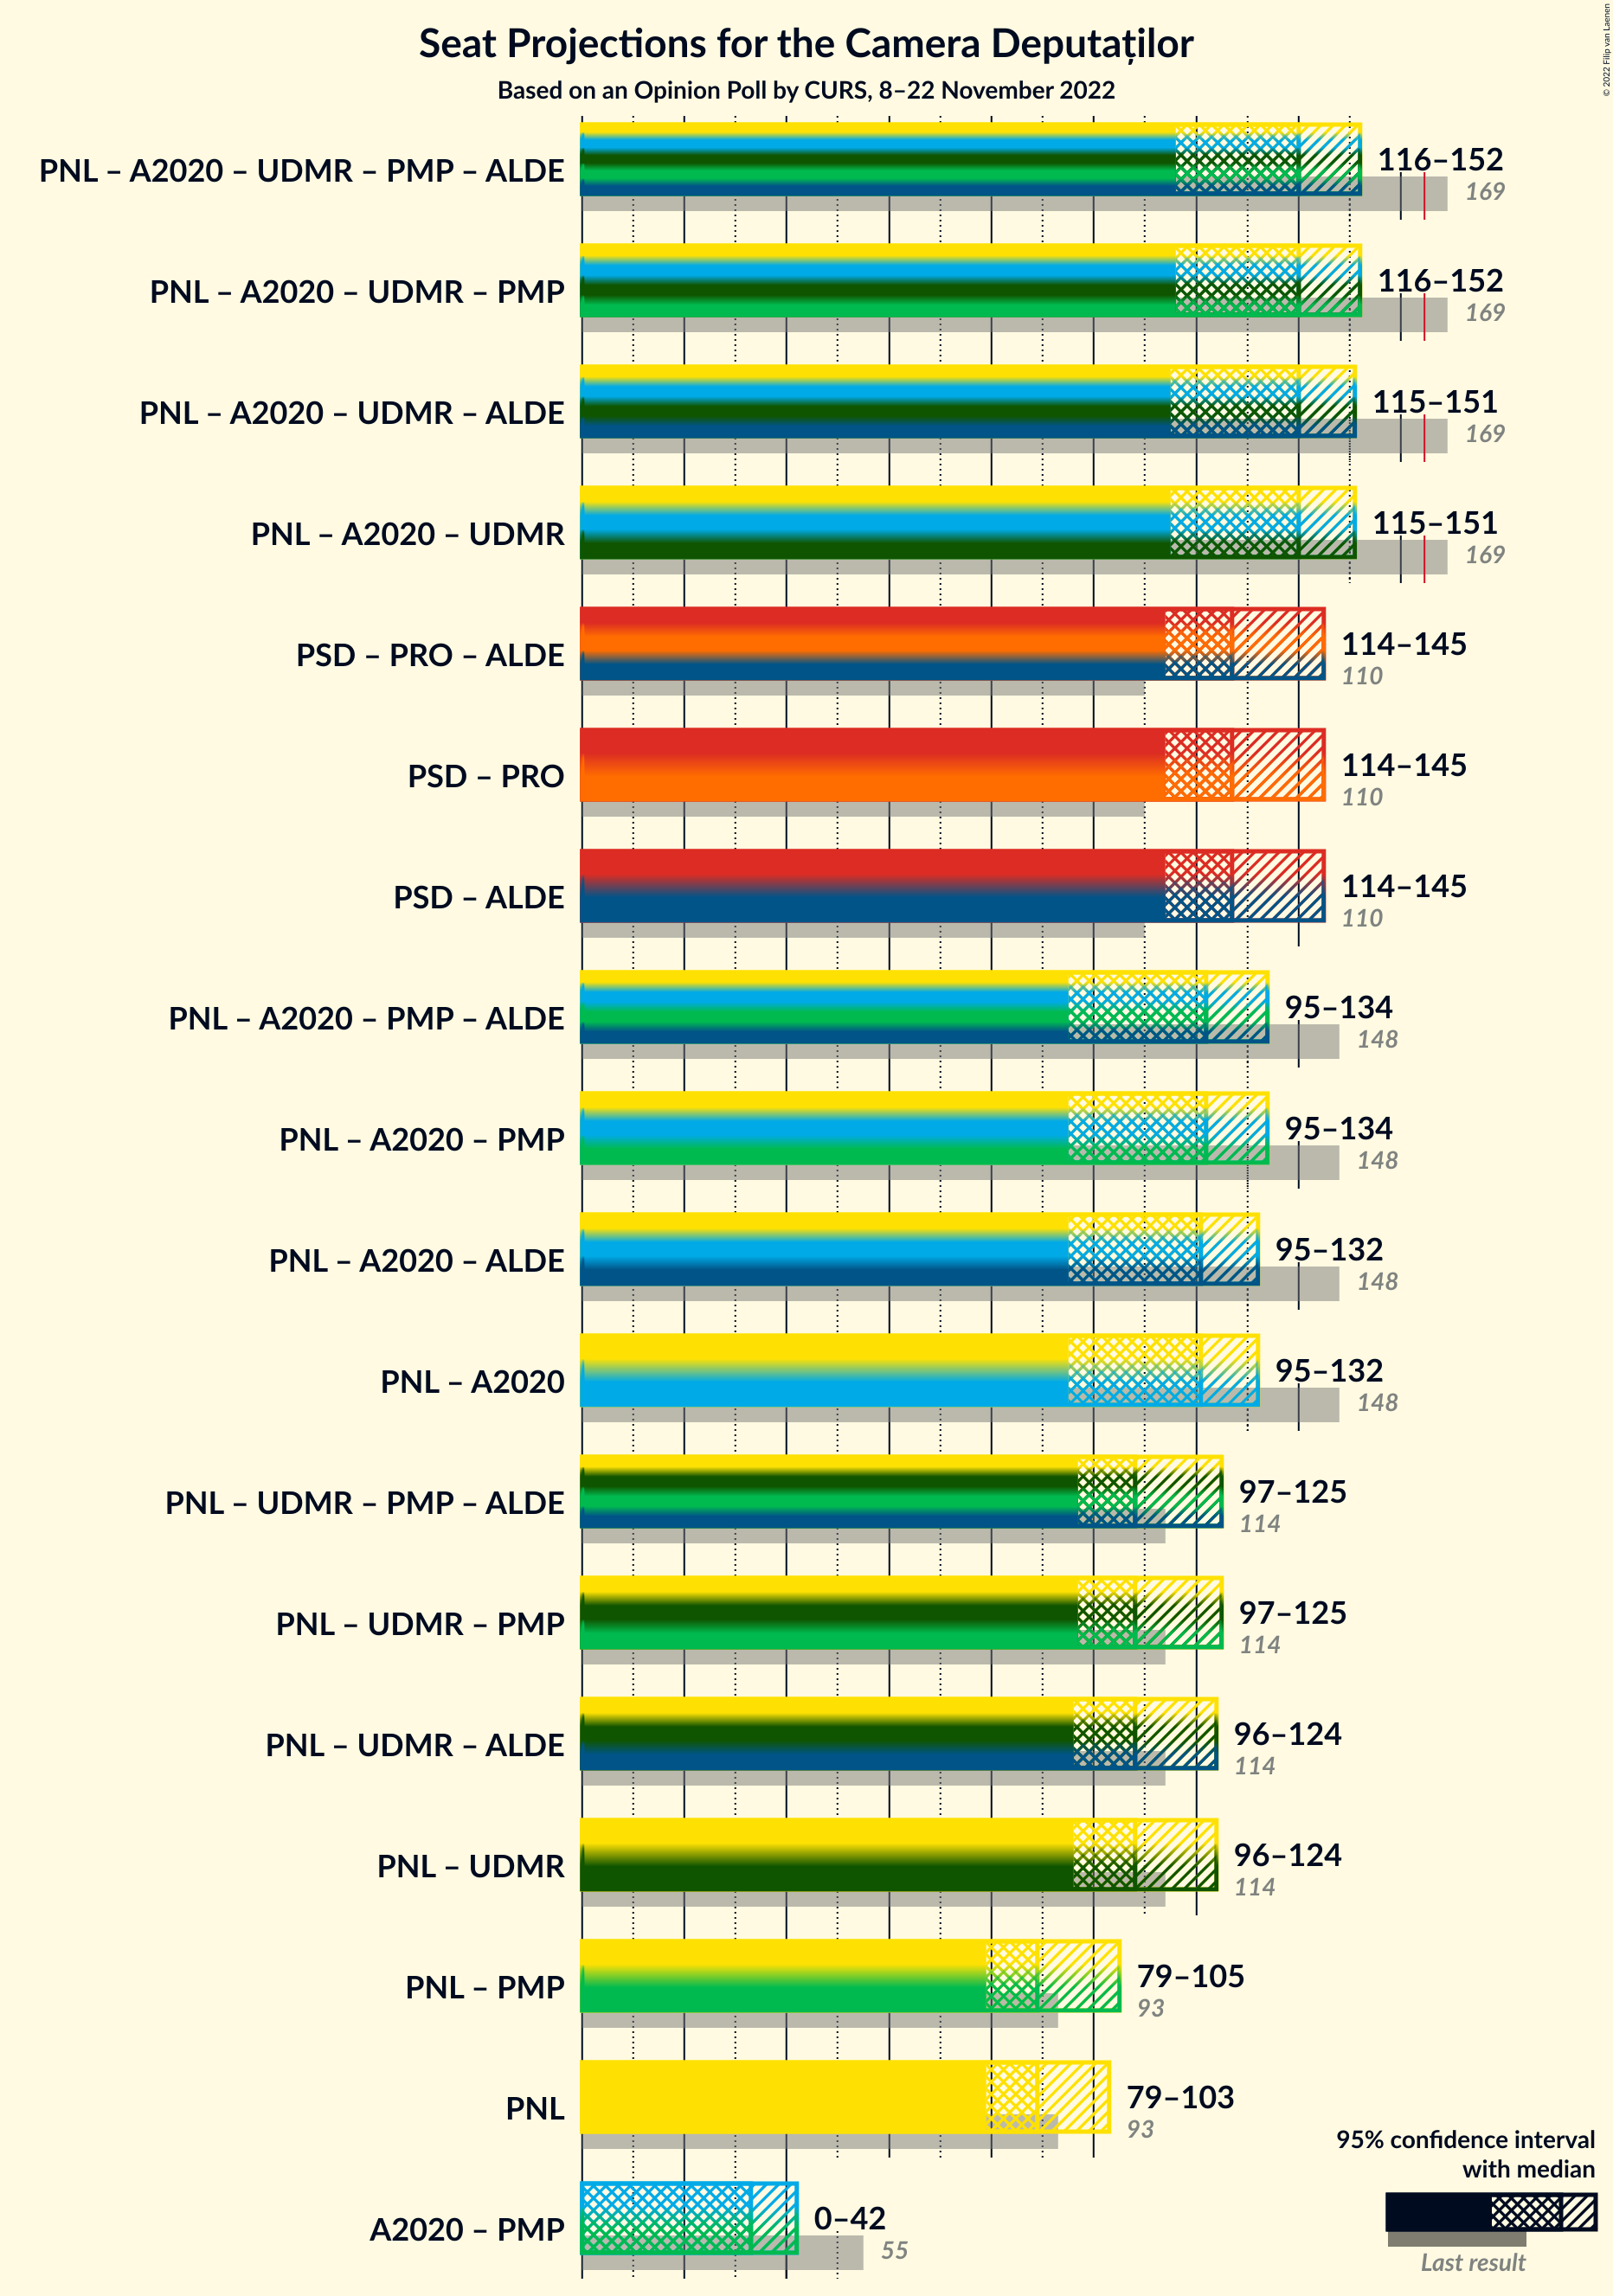 Seat Projections for the Camera Deputaților
Based on an Opinion Poll by CURS, 8–22 November 2022
© 2022 Filip van Laenen
PNL – A2020 – UDMR – PMP – ALDE
116–152
169
PNL – A2020 – UDMR – PMP
116–152
169
PNL – A2020 – UDMR – ALDE
115–151
169
PNL – A2020 – UDMR
115–151
169
PSD – PRO – ALDE
114–145
110
PSD – PRO
114–145
110
PSD – ALDE
114–145
110
PNL – A2020 – PMP – ALDE
95–134
148
PNL – A2020 – PMP
95–134
148
PNL – A2020 – ALDE
95–132
148
PNL – A2020
95–132
148
PNL – UDMR – PMP – ALDE
97–125
114
PNL – UDMR – PMP
97–125
114
PNL – UDMR – ALDE
96–124
114
PNL – UDMR
96–124
114
PNL – PMP
79–105
93
PNL
79–103
93
A2020 – PMP
0–42
55
95% confidence interval
with median
Last result